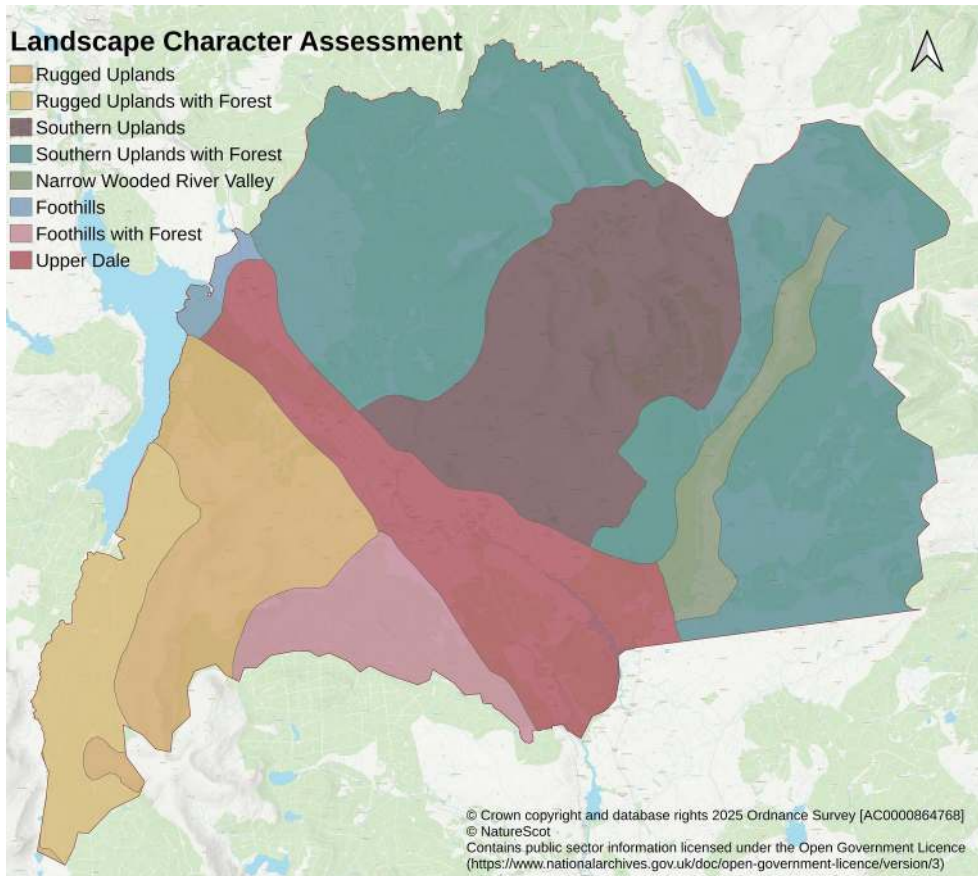 Landscape Character Assessment
Rugged Uplands
Rugged Uplands with Forest
Southern Uplands
Southern Uplands with Forest
Narrow Wooded River Valley
Foothills
Foothills with Forest
Upper Dale
© Crown copyright and database rights 2025 Ordnance Survey [AC0000864768]
© NatureScot
Contains public sector information licensed under the Open Government Licence
(https://www.nationalarchives.gov.uk/doc/open-government-licence/version/3)